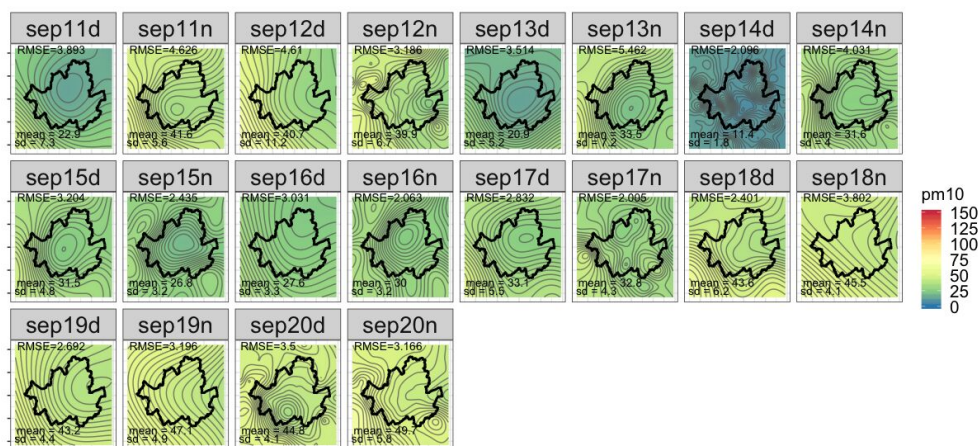 sep11d
sep11n
sep12d
sep12n
sep13d
sep13n
sep14d
sep14n
RMSE=3.893
RMSE=4.626
RMSE=4.61
RMSE=3.186
RMSE=3.514
RMSE=5.462
RMSE=2.096
RMSE=4.031
mean = 22.9
mean = 41.6
mean = 40.7
mean = 39.9
mean = 20.9
mean = 33.5
mean = 11.4
mean = 31.6
sd = 7.3
sd = 5.6
sd = 11.2
sd = 6.7
sd = 5.2
sd = 7.2
sd = 1.8
sd = 4
sep15d
sep15n
sep16d
sep16n
sep17d
sep17n
sep18d
sep18n
RMSE=3.204
RMSE=2.435
RMSE=3.031
RMSE=2.063
RMSE=2.832
RMSE=2.005
RMSE=2.401
RMSE=3.802
mean = 31.5
mean = 26.8
mean = 27.6
mean = 30
mean = 33.1
mean = 32.8
mean = 43.6
mean = 45.5
sd = 4.8
sd = 3.2
sd = 3.3
sd = 3.2
sd = 5.5
sd = 4.3
sd = 6.2
sd = 4.1
pm10
150
125
100
75
50
25
0
sep19d
sep19n
sep20d
sep20n
RMSE=2.692
RMSE=3.196
RMSE=3.5
RMSE=3.166
mean = 43.2
mean = 47.1
mean = 44.8
mean = 49.7
sd = 4.4
sd = 4.9
sd = 4.1
sd = 5.8